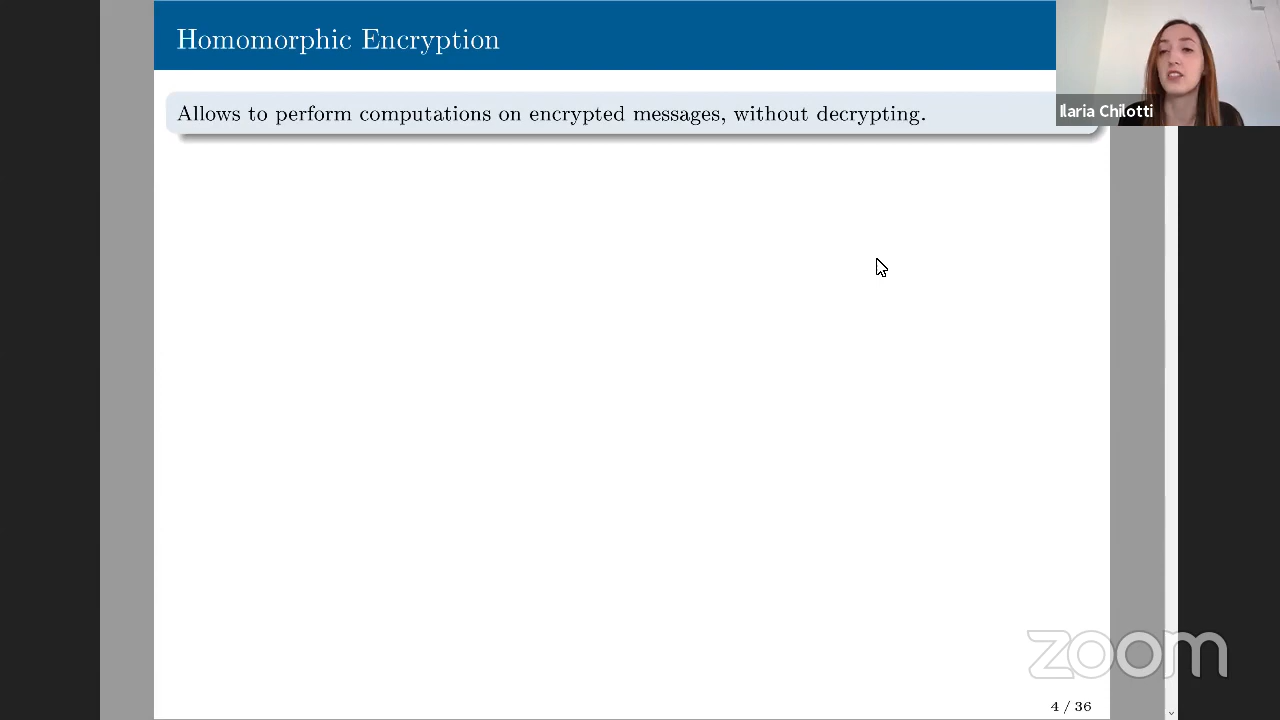 Homomorphic Encryption
Allows to perform computations on encrypted messages, without decrypting.
Ilaria Chilotti
zoom
4 / 36